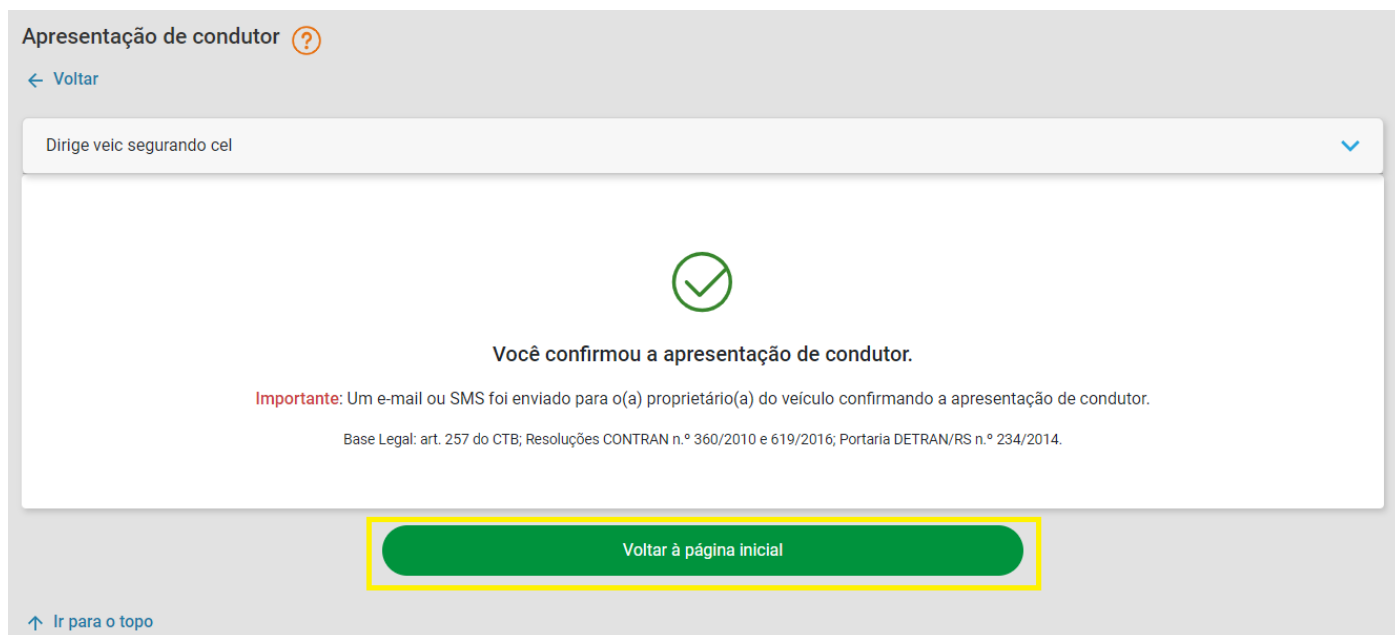 Apresentação de condutor ?
← Voltar
Dirige veic segurando cel
Você confirmou a apresentação de condutor.
Importante: Um e-mail ou SMS foi enviado para o(a) proprietário(a) do veículo confirmando a apresentação de condutor.
Base Legal: art. 257 do CTB; Resoluções CONTRAN n.º 360/2010 e 619/2016; Portaria DETRAN/RS n.º 234/2014.
Voltar à página inicial
↑ Ir para o topo